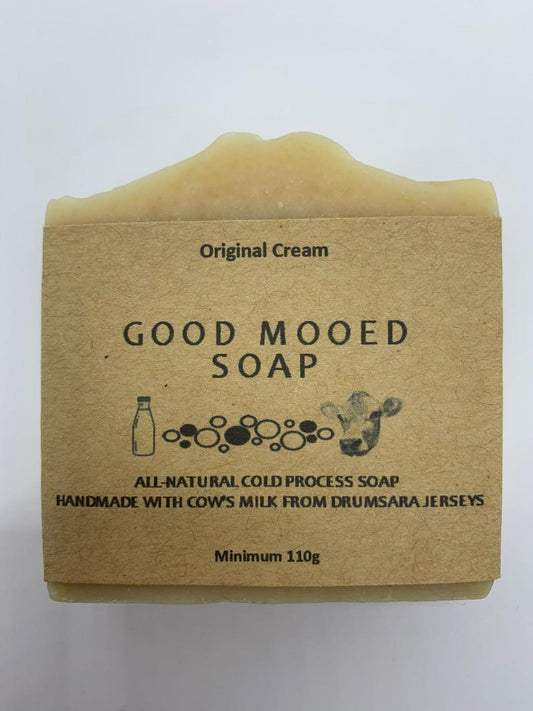 Original Cream
GOOD MOOED
SOAP
ALL-NATURAL COLD PROCESS SOAP
HANDMADE WITH COW'S MILK FROM DRUMSARA JERSEYS
Minimum 110g